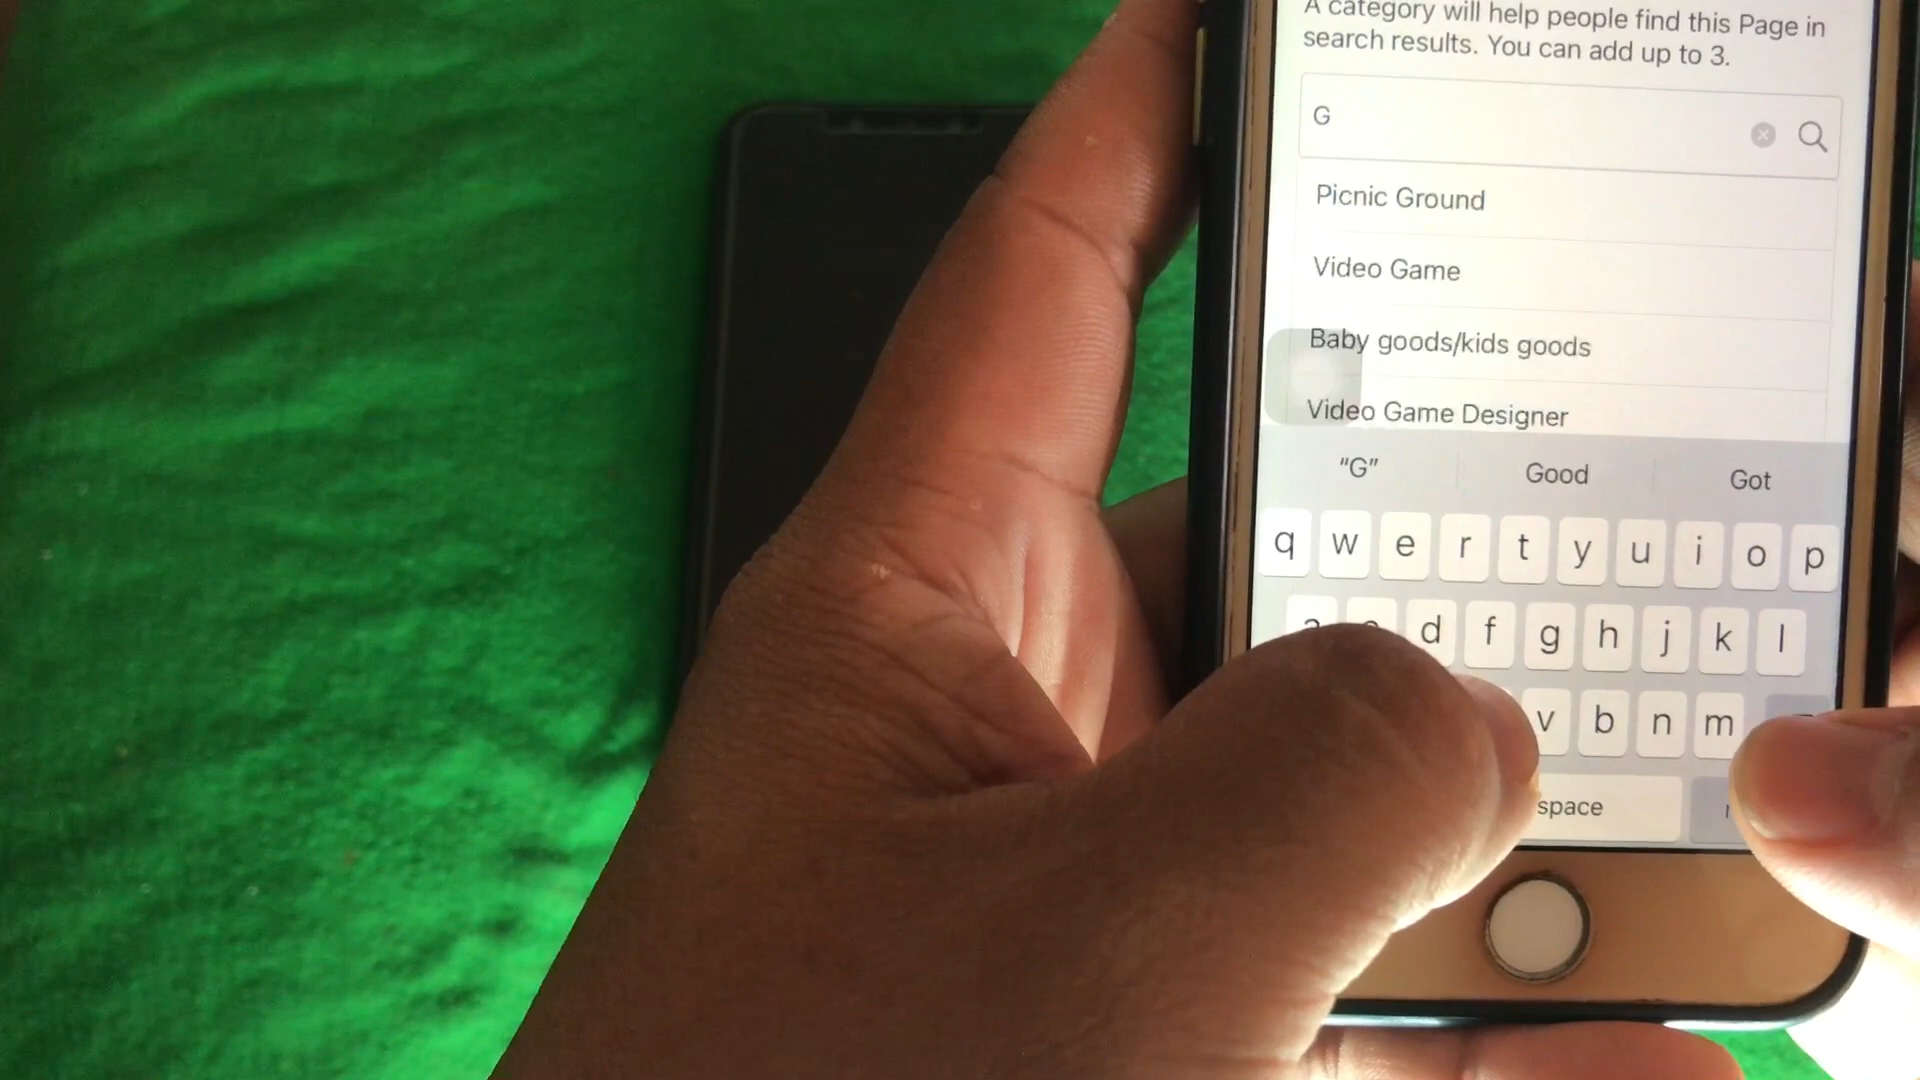 A category will help people find this Page in
search results. You can add up to 3.
G
Picnic Ground
Video Game
Baby goods/kids goods
Video Game Designer
"G" Good Got
q w e r t y u i o p
d f g h j k l
v b n m
space